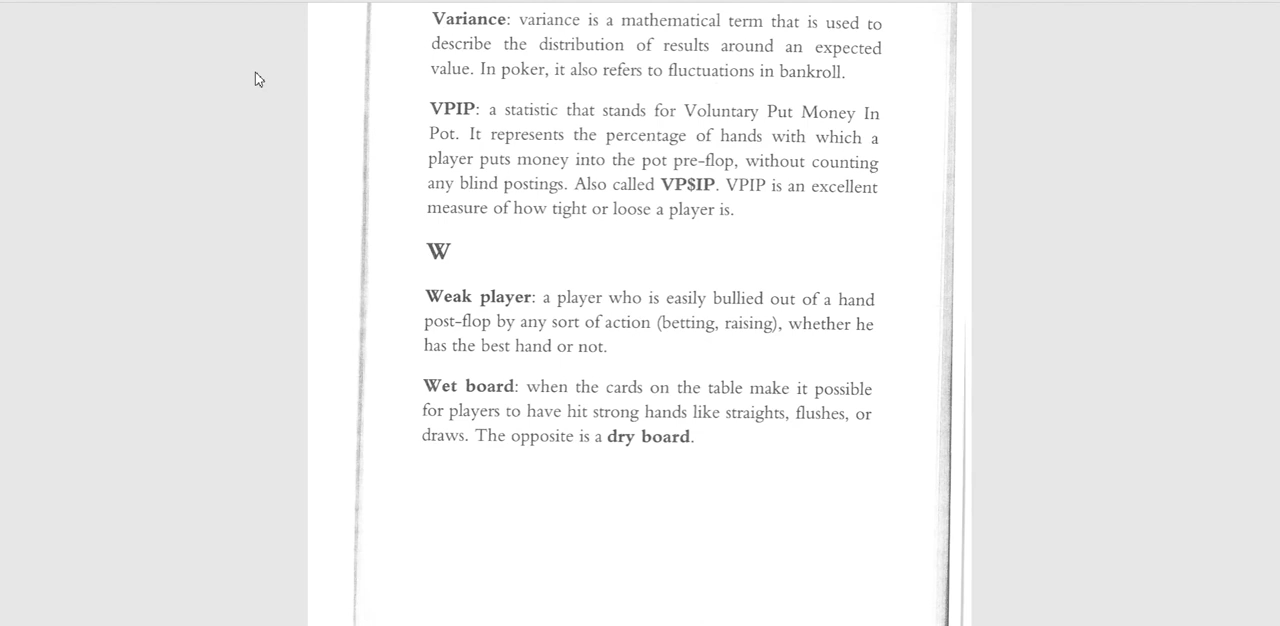 Variance: variance is a mathematical term that is used to
describe the distribution of results around an expected
value. In poker, it also refers to fluctuations in bankroll.
VPIP: a statistic that stands for Voluntary Put Money In
Pot. It represents the percentage of hands with which a
player puts money into the pot pre-flop, without counting
any blind postings. Also called VP$IP. VPIP is an excellent
measure of how tight or loose a player is.
W
Weak player: a player who is easily bullied out of a hand
post-flop by any sort of action (betting, raising), whether he
has the best hand or not.
Wet board: when the cards on the table make it possible
for players to have hit strong hands like straights, flushes, or
draws. The opposite is a dry board.